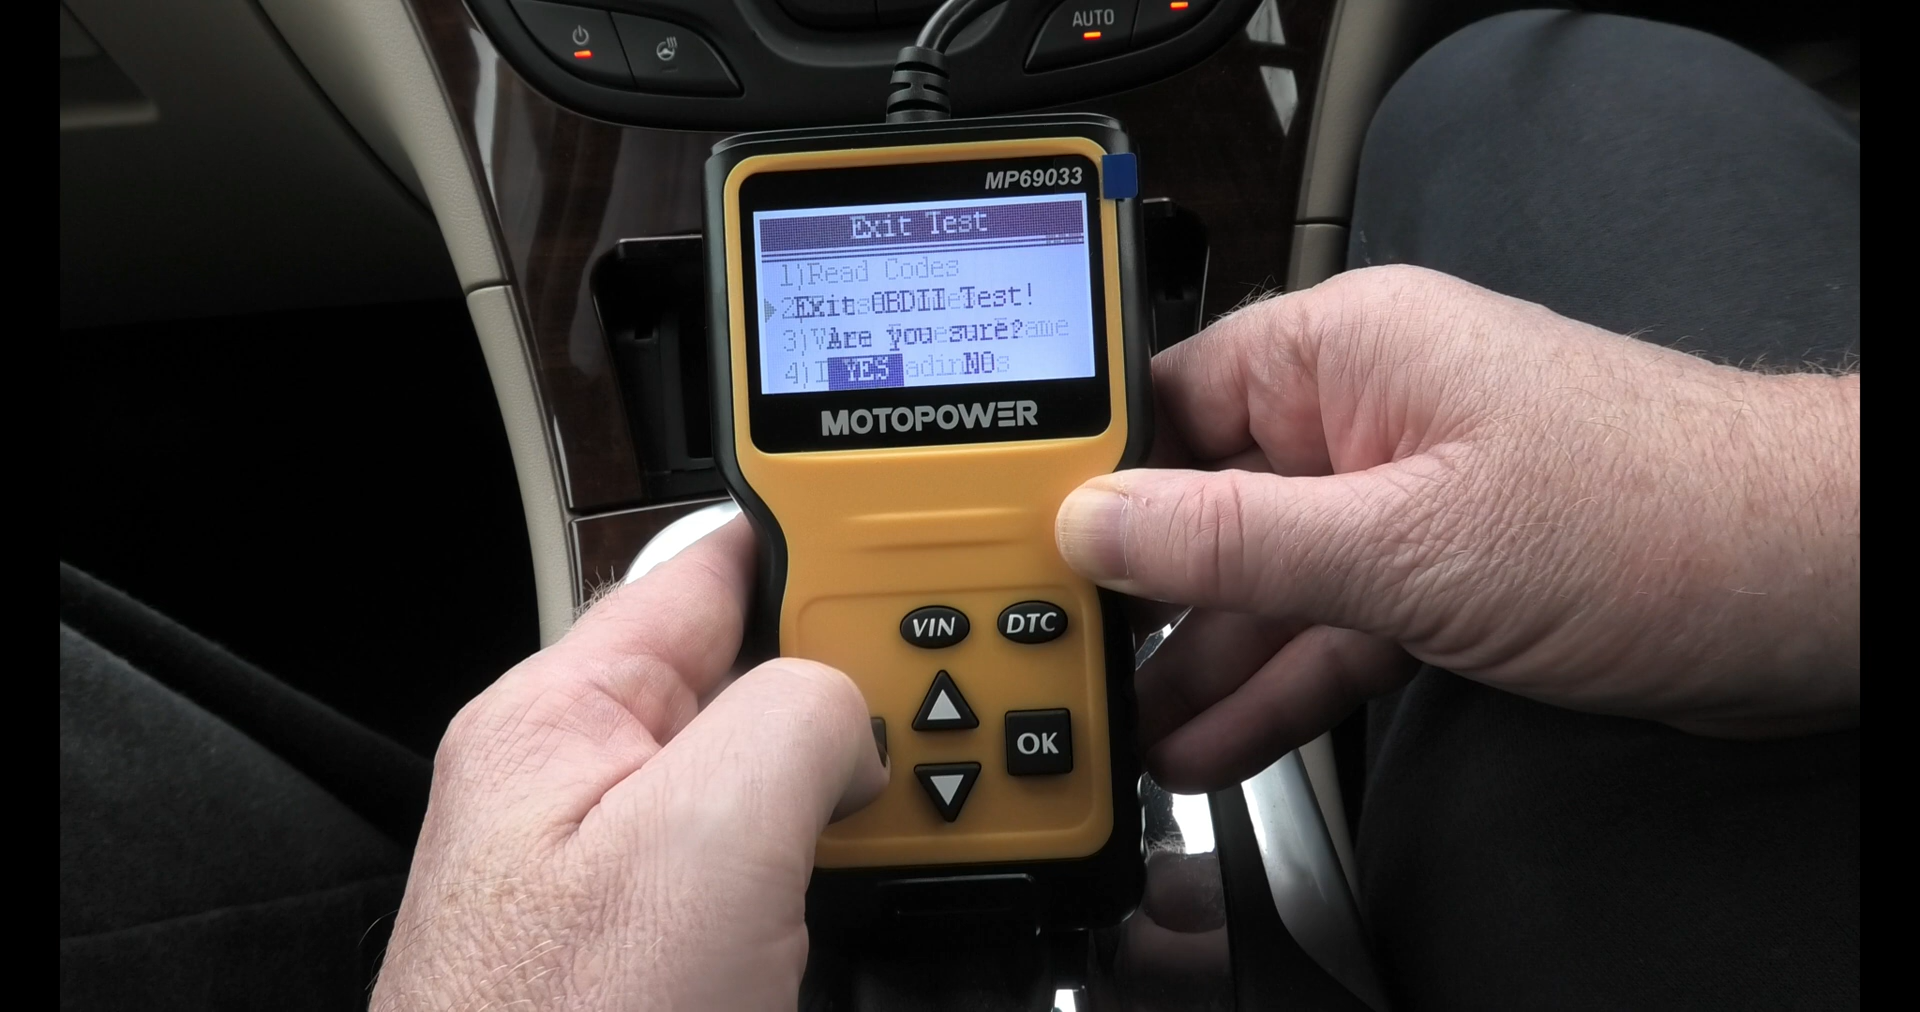 AUTO
MP69033
Exit Test
1)Read Codes
Exit OBDII Test!
Are you sure?
YES NO
MOTOPOWER
VIN DTC
OK